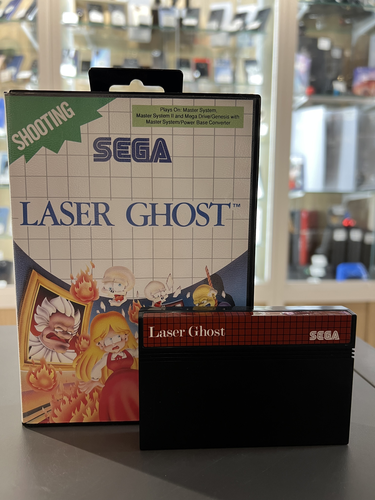 SHOOTING
Plays On: Master System,
Master System II and Mega Drive/Genesis with
Master System/Power Base Converter
SEGA
LASER GHOST™
Laser Ghost
SEGA